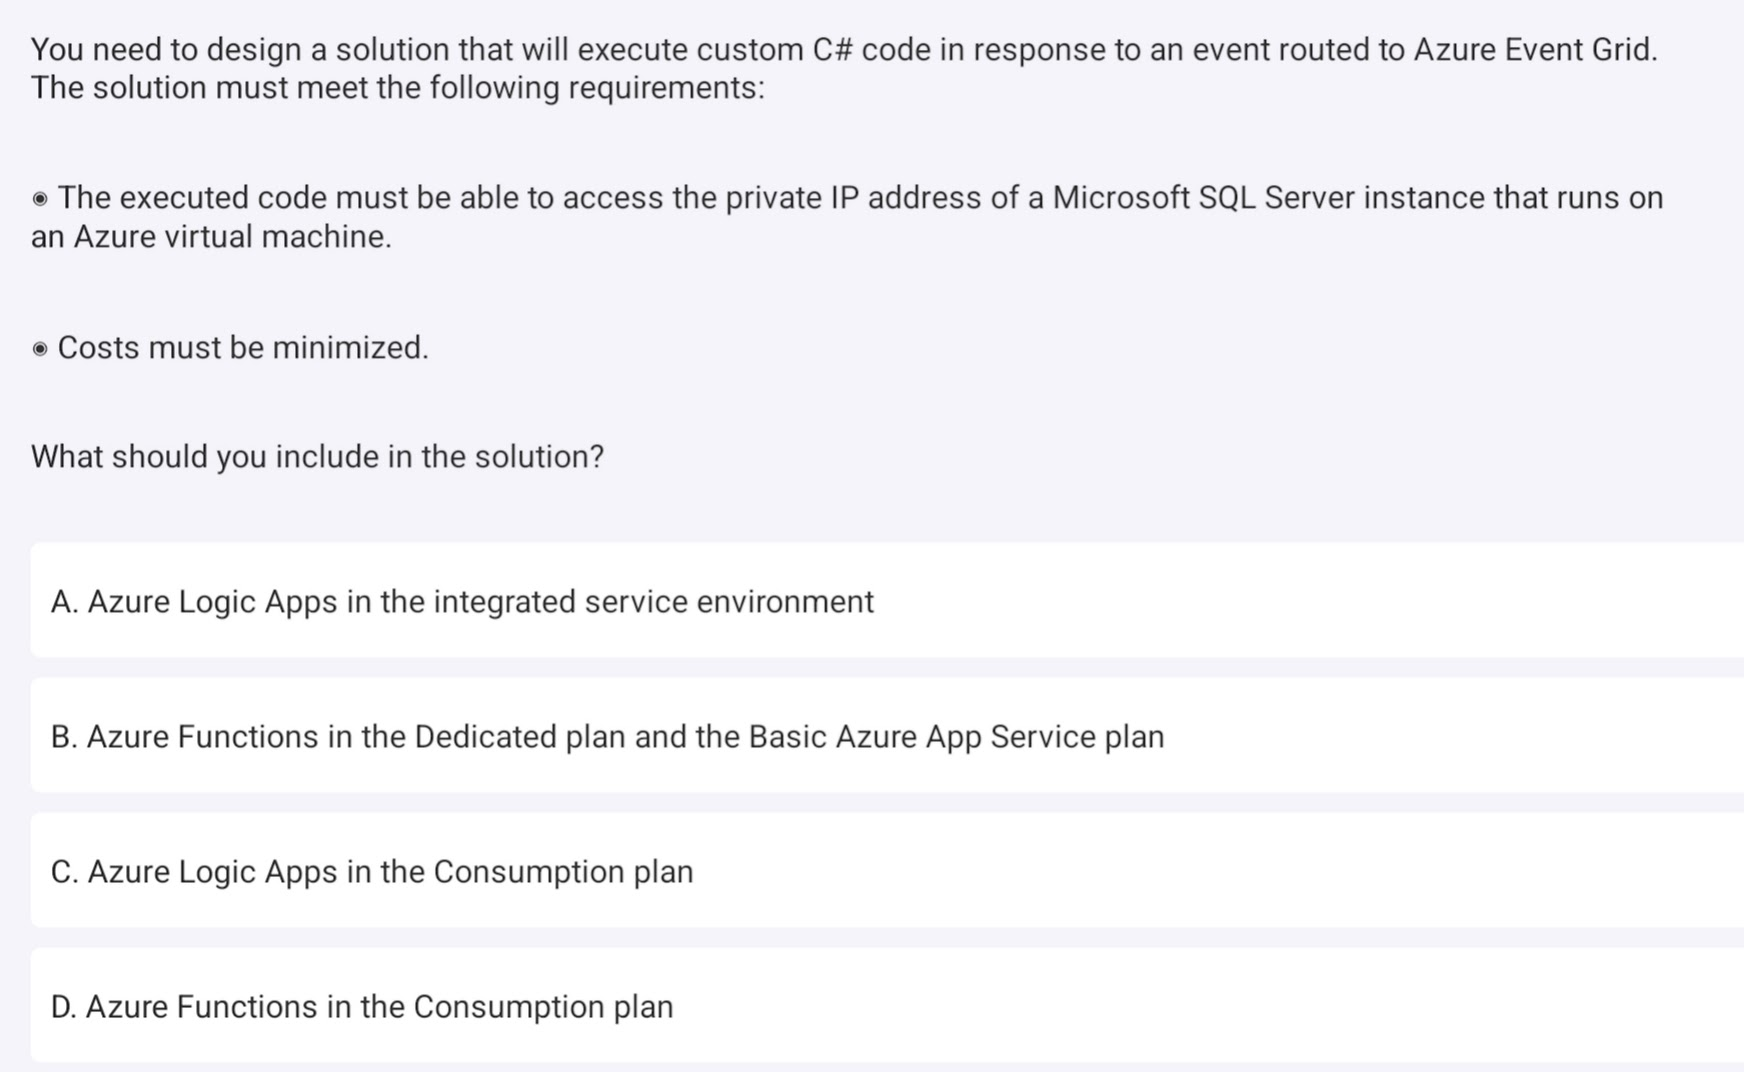 You need to design a solution that will execute custom C# code in response to an event routed to Azure Event Grid.
The solution must meet the following requirements:
◉ The executed code must be able to access the private IP address of a Microsoft SQL Server instance that runs on
an Azure virtual machine.
◉ Costs must be minimized.
What should you include in the solution?
A. Azure Logic Apps in the integrated service environment
B. Azure Functions in the Dedicated plan and the Basic Azure App Service plan
C. Azure Logic Apps in the Consumption plan
D. Azure Functions in the Consumption plan